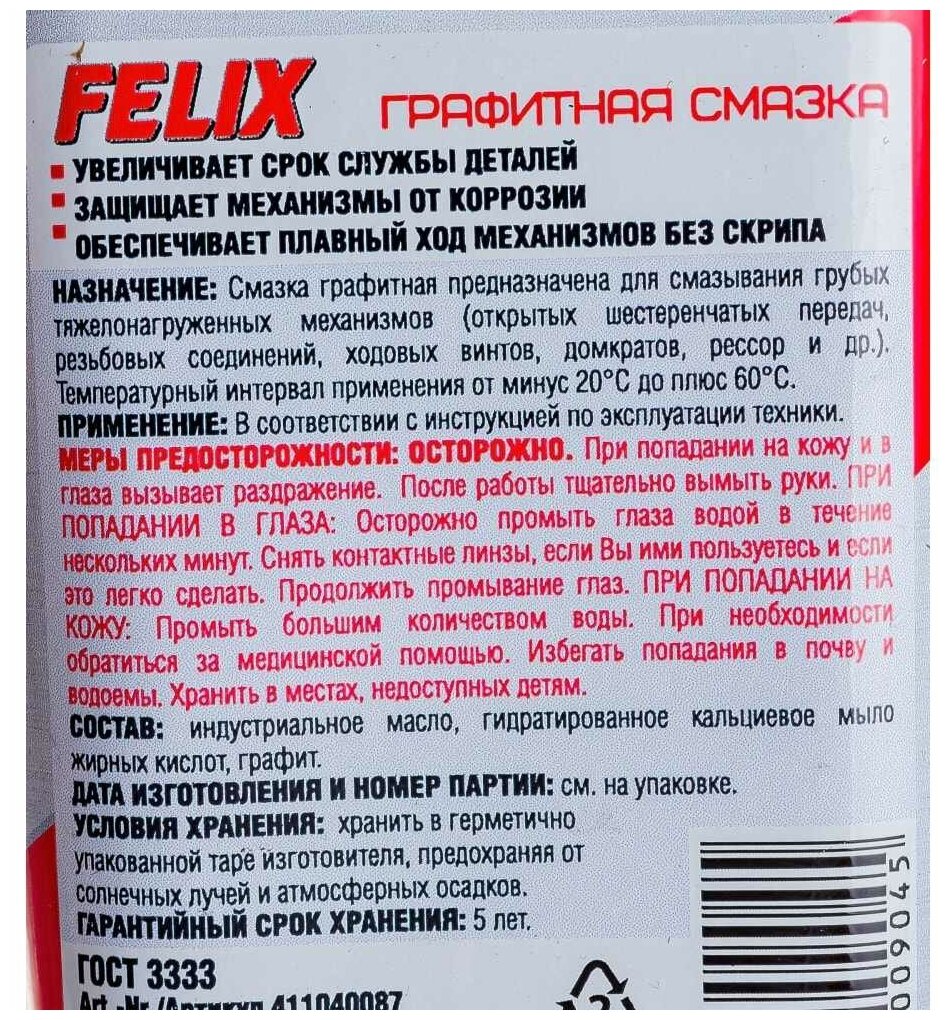 FELIX ГРАФИТНАЯ СМАЗКА
УВЕЛИЧИВАЕТ СРОК СЛУЖБЫ ДЕТАЛЕЙ
ЗАЩИЩАЕТ МЕХАНИЗМЫ ОТ КОРРОЗИИ
ОБЕСПЕЧИВАЕТ ПЛАВНЫЙ ХОД МЕХАНИЗМОВ БЕЗ СКРИПА
НАЗНАЧЕНИЕ: Смазка графитная предназначена для смазывания грубых
тяжелонагруженных механизмов (открытых шестеренчатых передач,
резьбовых соединений, ходовых винтов, домкратов, рессор и др.).
Температурный интервал применения от минус 20°С до плюс 60°С.
ПРИМЕНЕНИЕ: В соответствии с инструкцией по эксплуатации техники.
МЕРЫ ПРЕДОСТОРОЖНОСТИ: ОСТОРОЖНО. При попадании на кожу и в
глаза вызывает раздражение. После работы тщательно вымыть руки. ПРИ
ПОПАДАНИИ В ГЛАЗА: Осторожно промыть глаза водой в течение
нескольких минут. Снять контактные линзы, если Вы ими пользуетесь и если
это легко сделать. Продолжить промывание глаз. ПРИ ПОПАДАНИИ НА
КОЖУ: Промыть большим количеством воды. При необходимости
обратиться за медицинской помощью. Избегать попадания в почву и
водоемы. Хранить в местах, недоступных детям.
СОСТАВ: индустриальное масло, гидратированное кальциевое мыло
жирных кислот, графит.
ДАТА ИЗГОТОВЛЕНИЯ И НОМЕР ПАРТИИ: см. на упаковке.
УСЛОВИЯ ХРАНЕНИЯ: хранить в герметично
упакованной таре изготовителя, предохраняя от
солнечных лучей и атмосферных осадков.
ГАРАНТИЙНЫЙ СРОК ХРАНЕНИЯ: 5 лет.
ГОСТ 3333
Art.-Nr./Артикул 411040087
2
009045